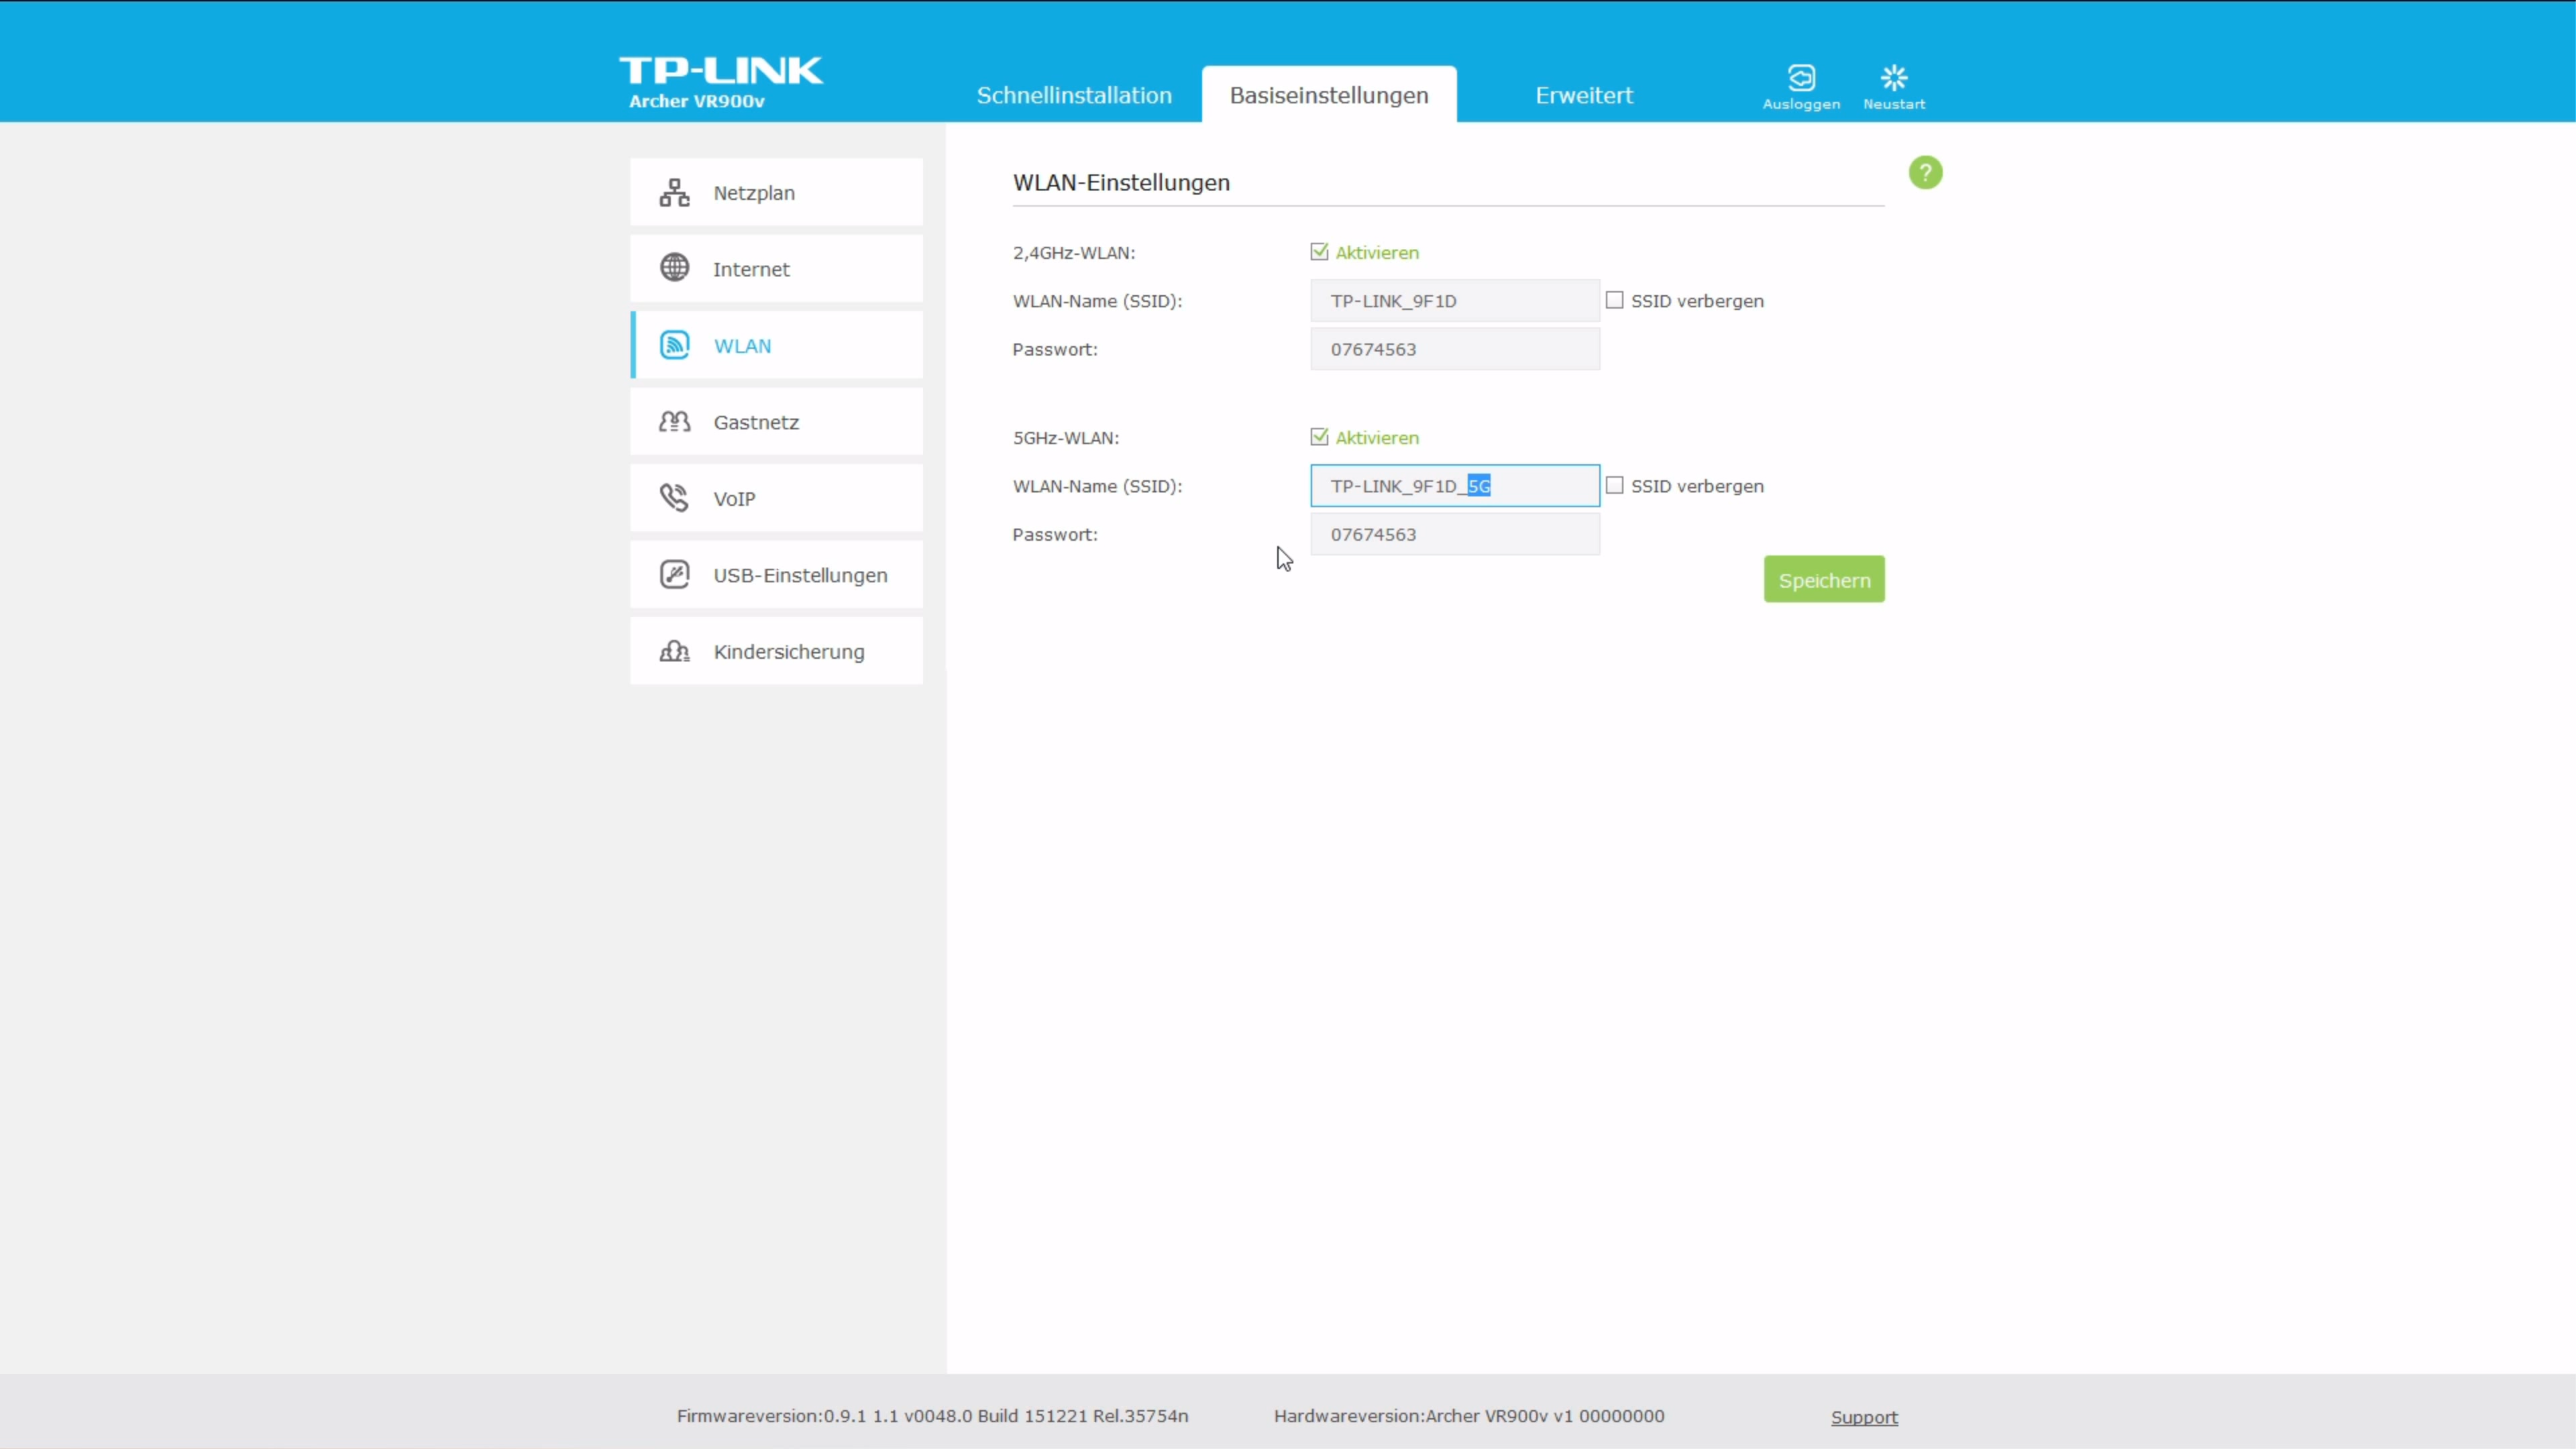 TP-LINK
Archer VR900v
Schnellinstallation
Basiseinstellungen
Erweitert
Ausloggen
Neustart
Netzplan
Internet
WLAN
Gastnetz
VoIP
USB-Einstellungen
Kindersicherung
WLAN-Einstellungen
?
2,4GHz-WLAN: Aktivieren
WLAN-Name (SSID): TP-LINK_9F1D SSID verbergen
Passwort: 07674563
5GHz-WLAN: Aktivieren
WLAN-Name (SSID): TP-LINK_9F1D_5G SSID verbergen
Passwort: 07674563
Speichern
Firmwareversion:0.9.1 1.1 v0048.0 Build 151221 Rel.35754n Hardwareversion:Archer VR900v v1 00000000 Support